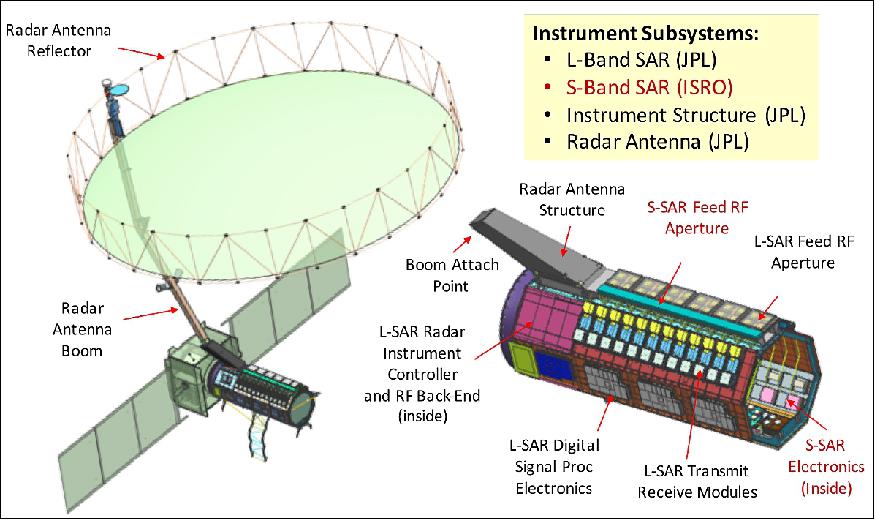 Radar Antenna
Reflector
Instrument Subsystems:
▪ L-Band SAR (JPL)
▪ S-Band SAR (ISRO)
• Instrument Structure (JPL)
▪ Radar Antenna (JPL)
Radar Antenna
Structure
S-SAR Feed RF
Aperture
L-SAR Feed RF
Aperture
Boom Attach
Point
Radar
Antenna
Boom
L-SAR Radar
Instrument
Controller
and RF Back End
(inside)
L-SAR Digital
Signal Proc
Electronics
L-SAR Transmit
Receive Modules
S-SAR
Electronics
(Inside)